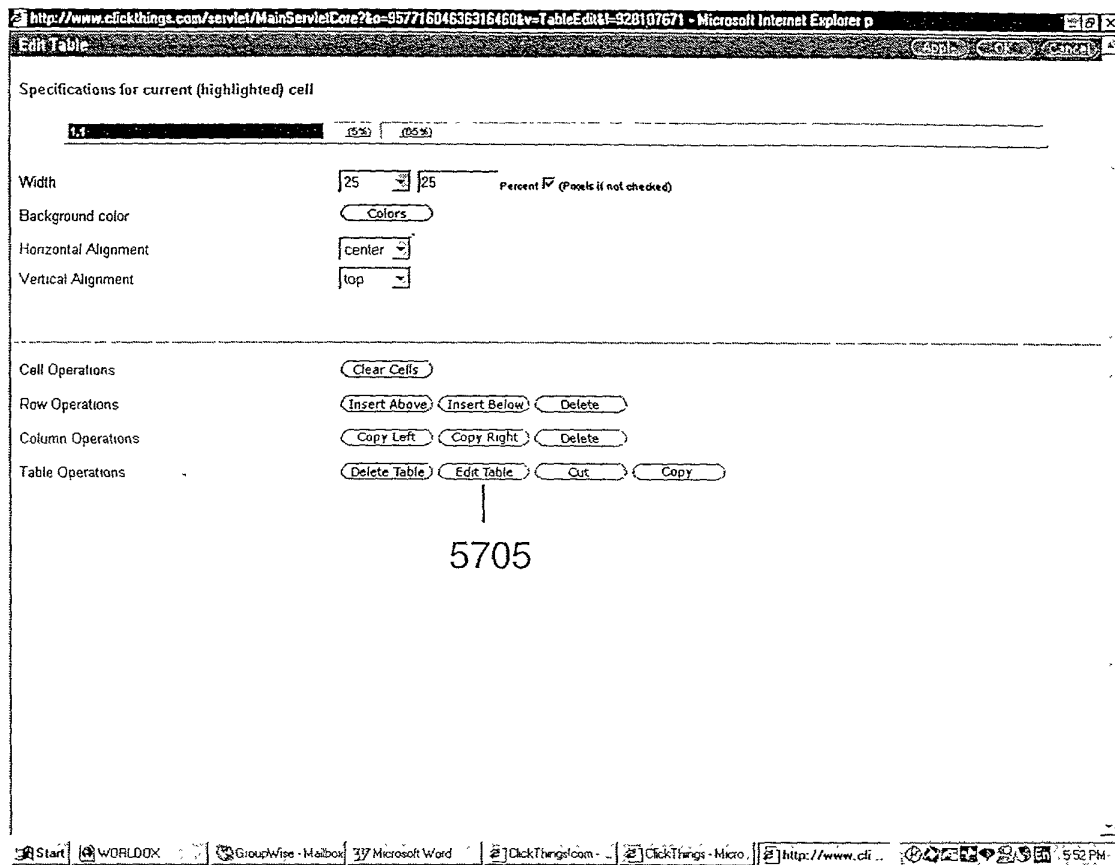 http://www.clickthings.com/servlet/MainServletCore?&o=95771604636316460&v=TableEdit&l=928107671 - Microsoft Internet Explorer p
Edit Table Apply OK Cancel
Specifications for current (highlighted) cell
1.1 (5%) (65%)
Width 25 25 Percent (Pixels if not checked)
Background color Colors
Horizontal Alignment center
Vertical Alignment top
Cell Operations Clear Cells
Row Operations Insert Above Insert Below Delete
Column Operations Copy Left Copy Right Delete
Table Operations Delete Table Edit Table Cut Copy
5705
Start WORLDOX GroupWise - Mailbox Microsoft Word ClickThings!com - .. ClickThings - Micro.. http://www.cli .. 5:52 PM